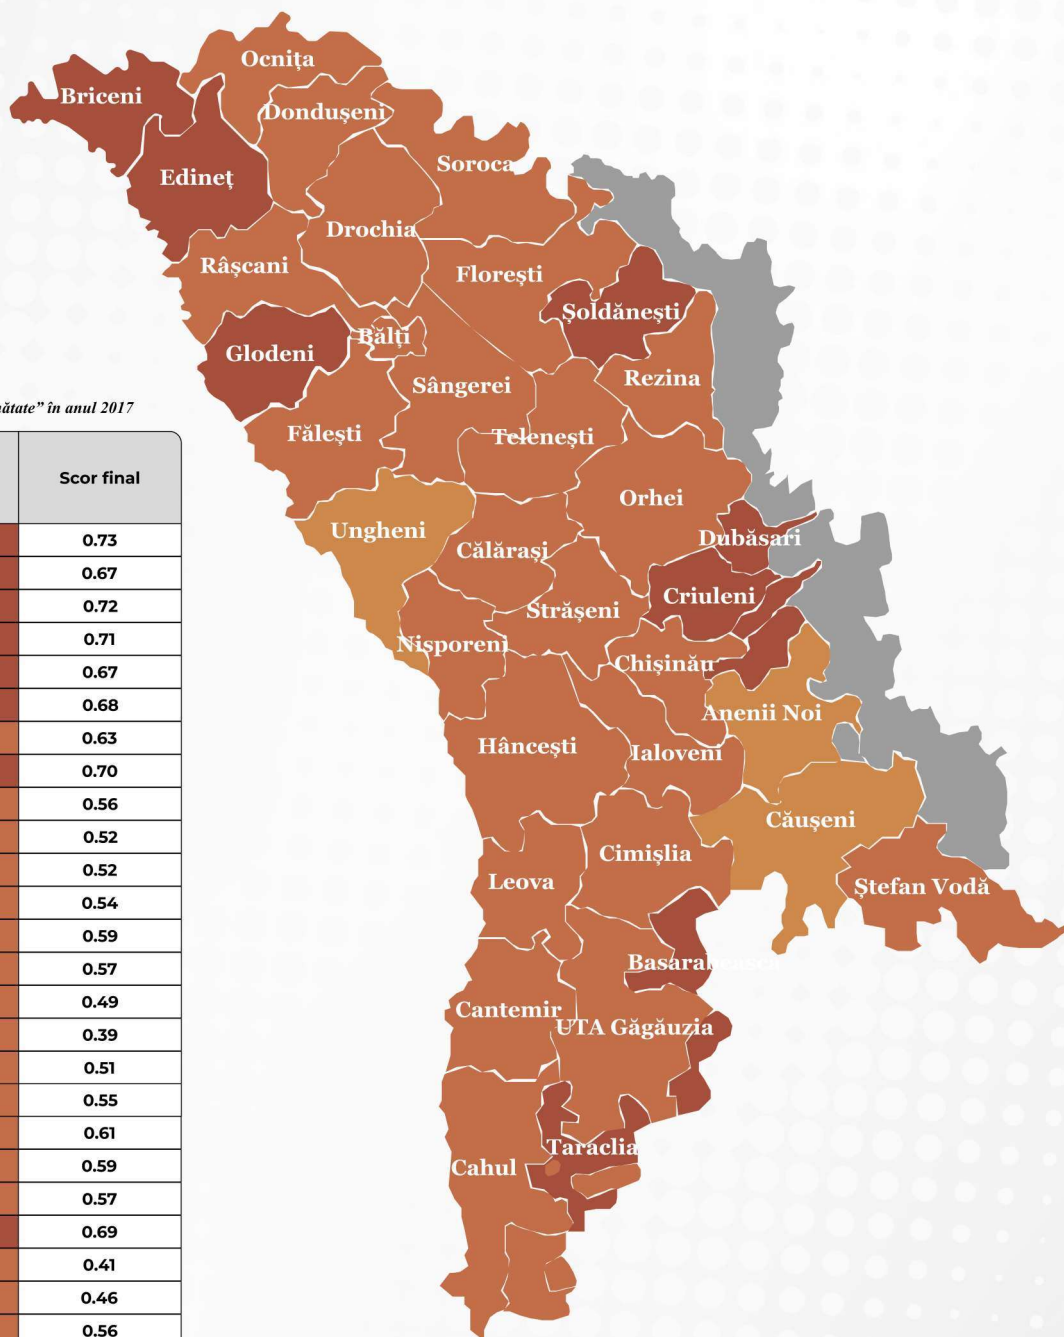 Ocnița
Briceni
Dondușeni
Soroca
Edineț
Drochia
Râșcani
Florești
Șoldănești
Bălți
Glodeni
Rezina
Sângerei
ătate” în anul 2017
Fălești
Telenești
Scor final
Orhei
Ungheni
Dubăsari
0.73
Călărași
0.67
Criuleni
Strășeni
0.72
0.71
Nisporeni
Chișinău
0.67
0.68
Anenii Noi
0.63
Hâncești
Ialoveni
0.70
0.56
Căușeni
0.52
0.52
Cimișlia
Leova
Ștefan Vodă
0.54
0.59
Basarabească
0.57
0.49
Cantemir
UTA Găgăuzia
0.39
0.51
0.55
0.61
Taraclia
0.59
Cahul
0.57
0.69
0.41
0.46
0.56